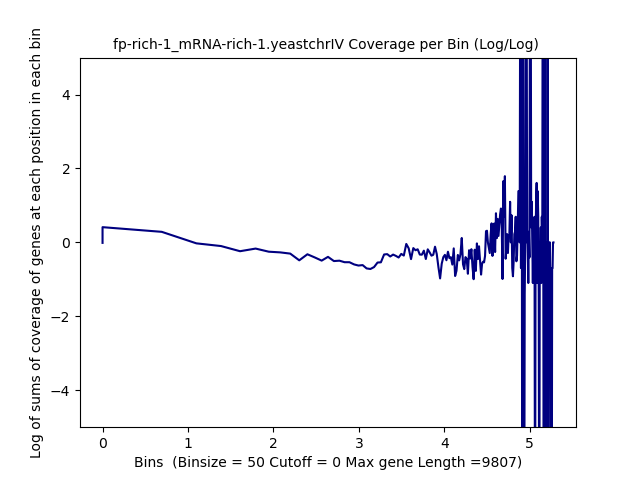 fp-rich-1_mRNA-rich-1.yeastchrIV Coverage per Bin (Log/Log)
Log of sums of coverage of genes at each position in each bin
4
2
0
−2
−4
0 1 2 3 4 5
Bins  (Binsize = 50 Cutoff = 0 Max gene Length =9807)